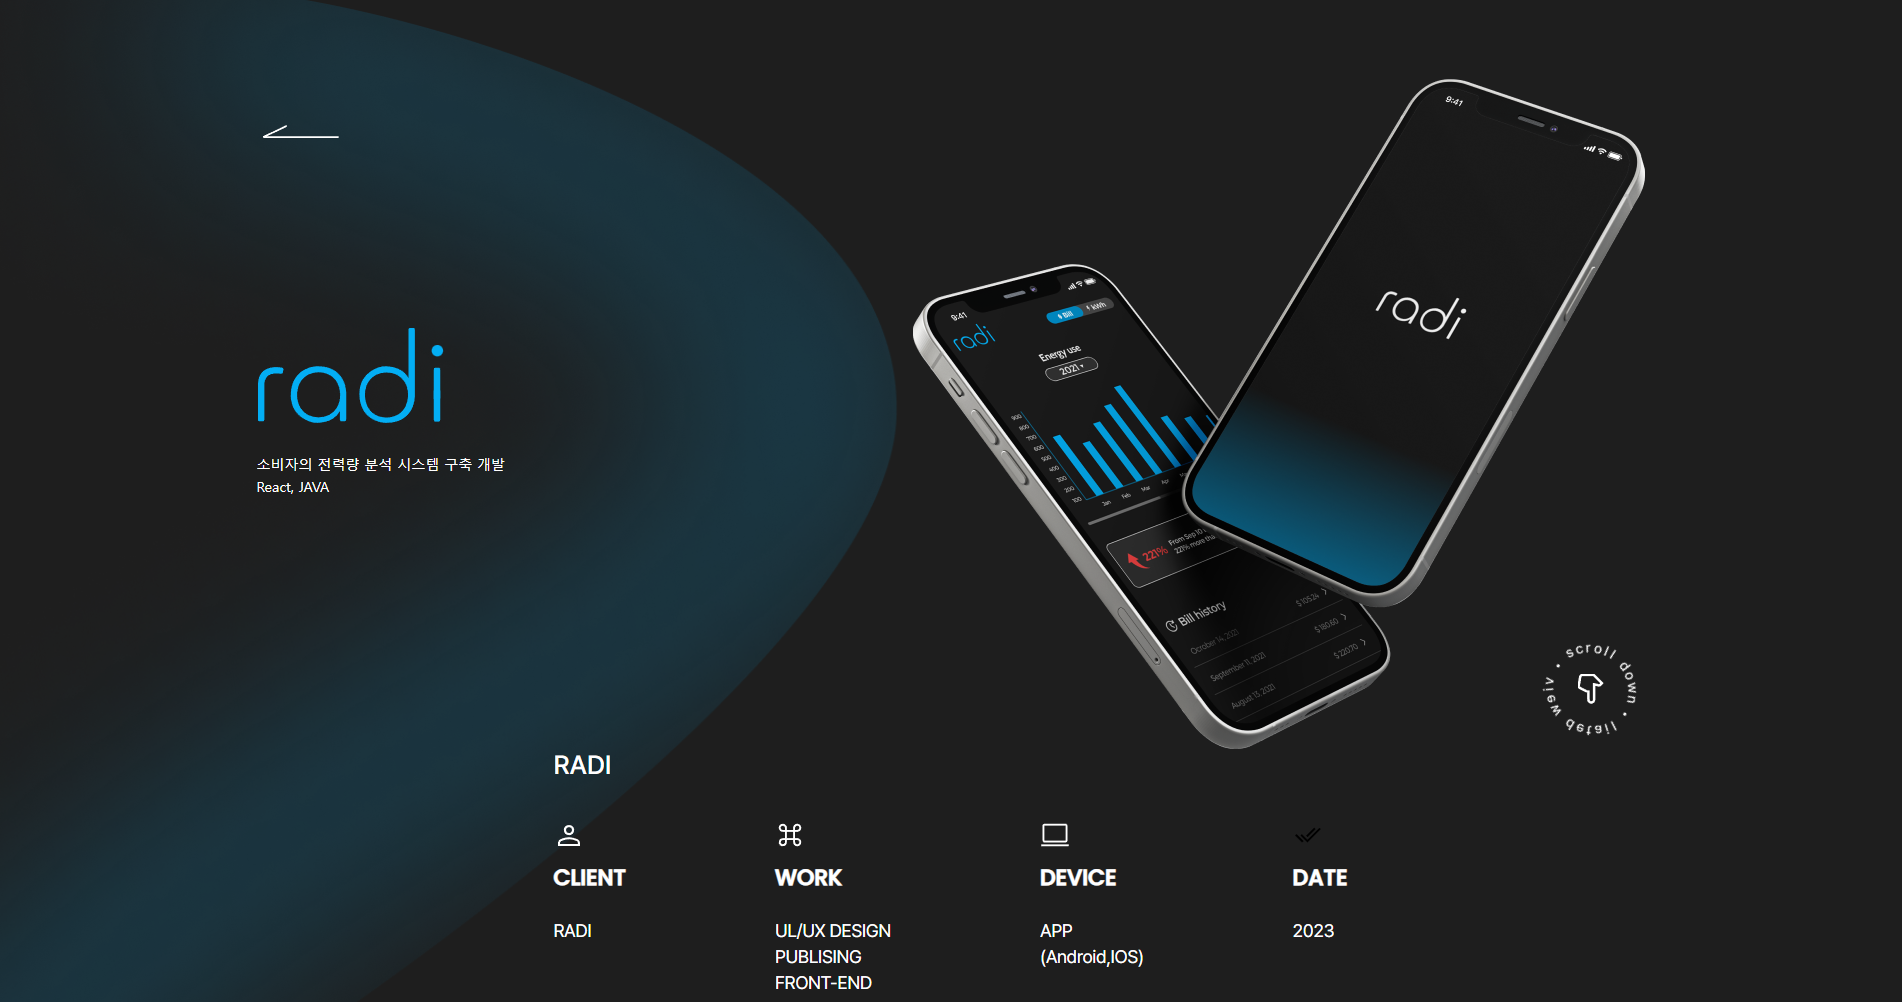 radi
소비자의 전력량 분석 시스템 구축 개발
React, JAVA
9:41
radi
Bill
kWh
Energy use
2021
900
800
700
600
500
400
300
200
100
Jan
Feb
Mar
Apr
221%
From Sep 10
221% more tha
Bill history
October 14, 2021
$ 105.24
September 11, 2021
$ 180.60
August 13, 2021
$ 220.70
9:41
radi
scroll down • view detail •
RADI
CLIENT
WORK
DEVICE
DATE
RADI
UL/UX DESIGN
PUBLISING
FRONT-END
APP
(Android,IOS)
2023